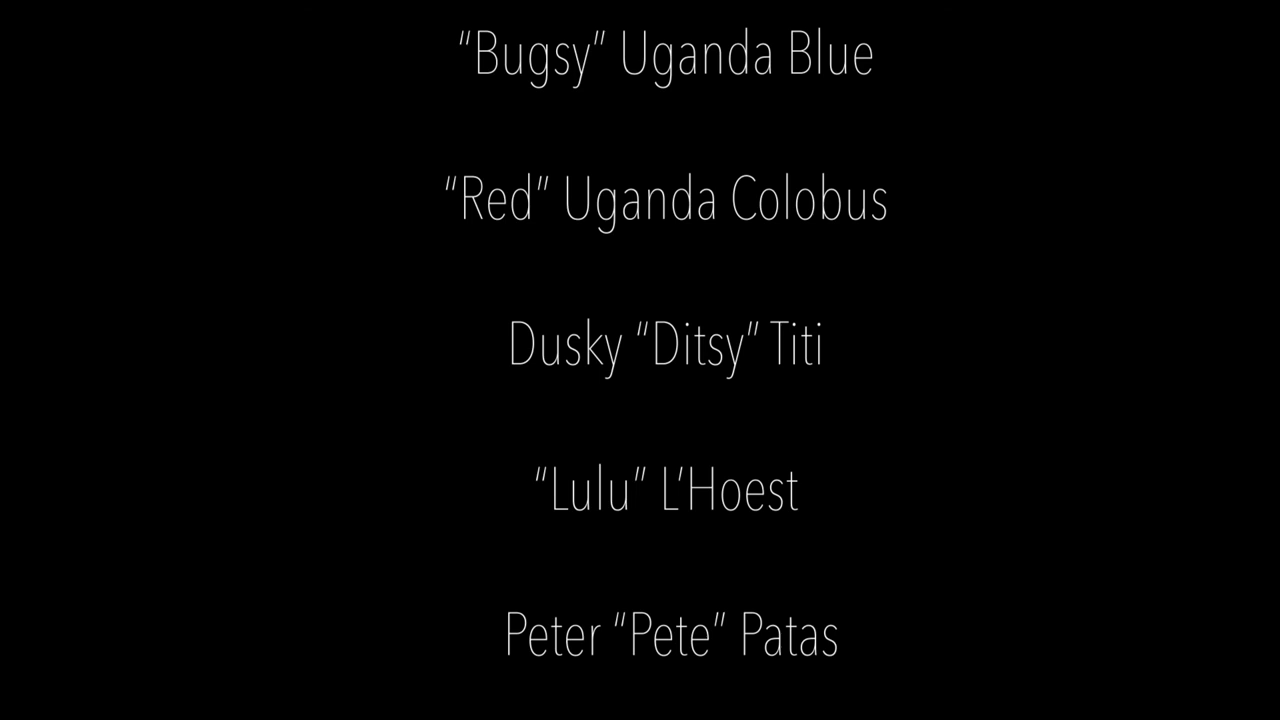 “Bugsy” Uganda Blue
“Red” Uganda Colobus
Dusky “Ditsy” Titi
“Lulu” L’Hoest
Peter “Pete” Patas